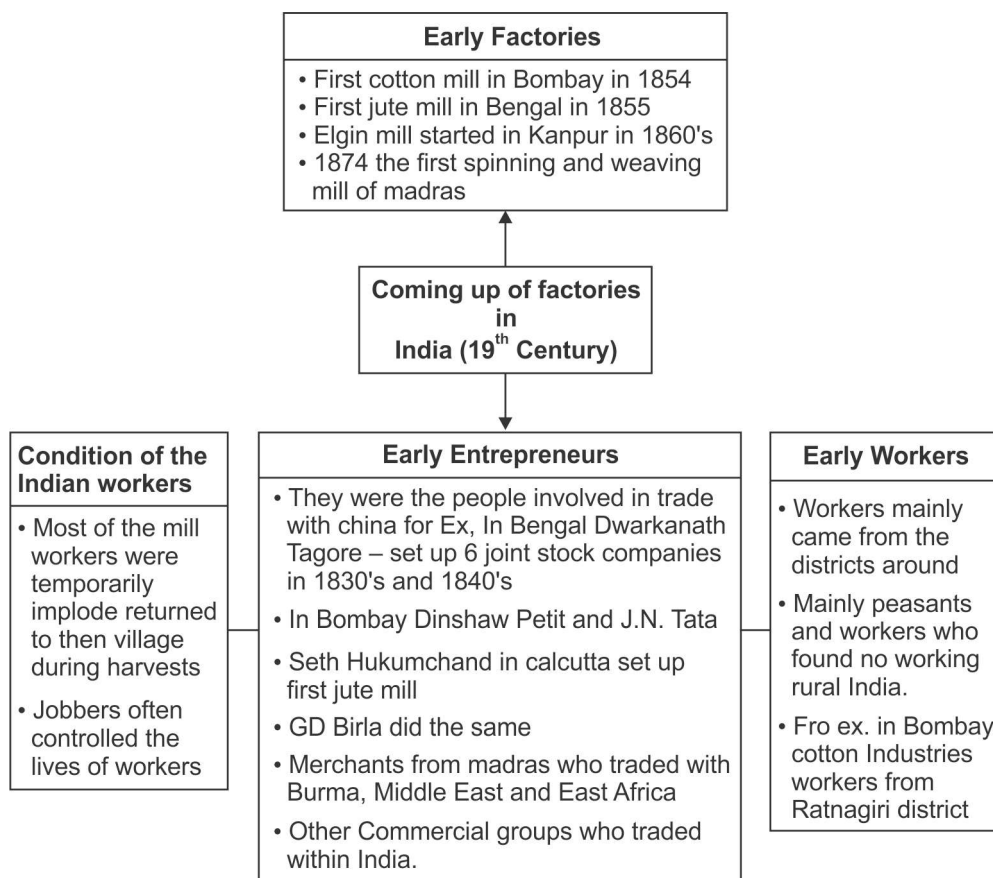 Early Factories
• First cotton mill in Bombay in 1854
• First jute mill in Bengal in 1855
• Elgin mill started in Kanpur in 1860's
• 1874 the first spinning and weaving
mill of madras
Coming up of factories
in
India (19th Century)
Condition of the
Indian workers
• Most of the mill
workers were
temporarily
implode returned
to then village
during harvests
• Jobbers often
controlled the
lives of workers
Early Entrepreneurs
• They were the people involved in trade
with china for Ex, In Bengal Dwarkanath
Tagore – set up 6 joint stock companies
in 1830's and 1840's
• In Bombay Dinshaw Petit and J.N. Tata
• Seth Hukumchand in calcutta set up
first jute mill
• GD Birla did the same
• Merchants from madras who traded with
Burma, Middle East and East Africa
• Other Commercial groups who traded
within India.
Early Workers
• Workers mainly
came from the
districts around
• Mainly peasants
and workers who
found no working
rural India.
• Fro ex. in Bombay
cotton Industries
workers from
Ratnagiri district